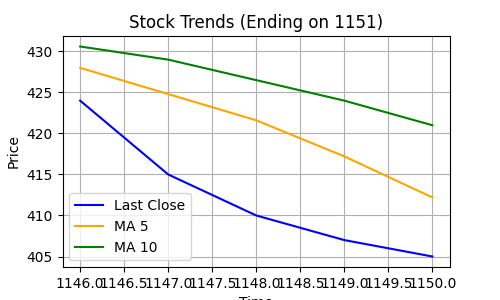 Stock Trends (Ending on 1151)
430
425
420
415
410
405
Price
Last Close
MA 5
MA 10
1146.0 1146.5 1147.0 1147.5 1148.0 1148.5 1149.0 1149.5 1150.0
Time